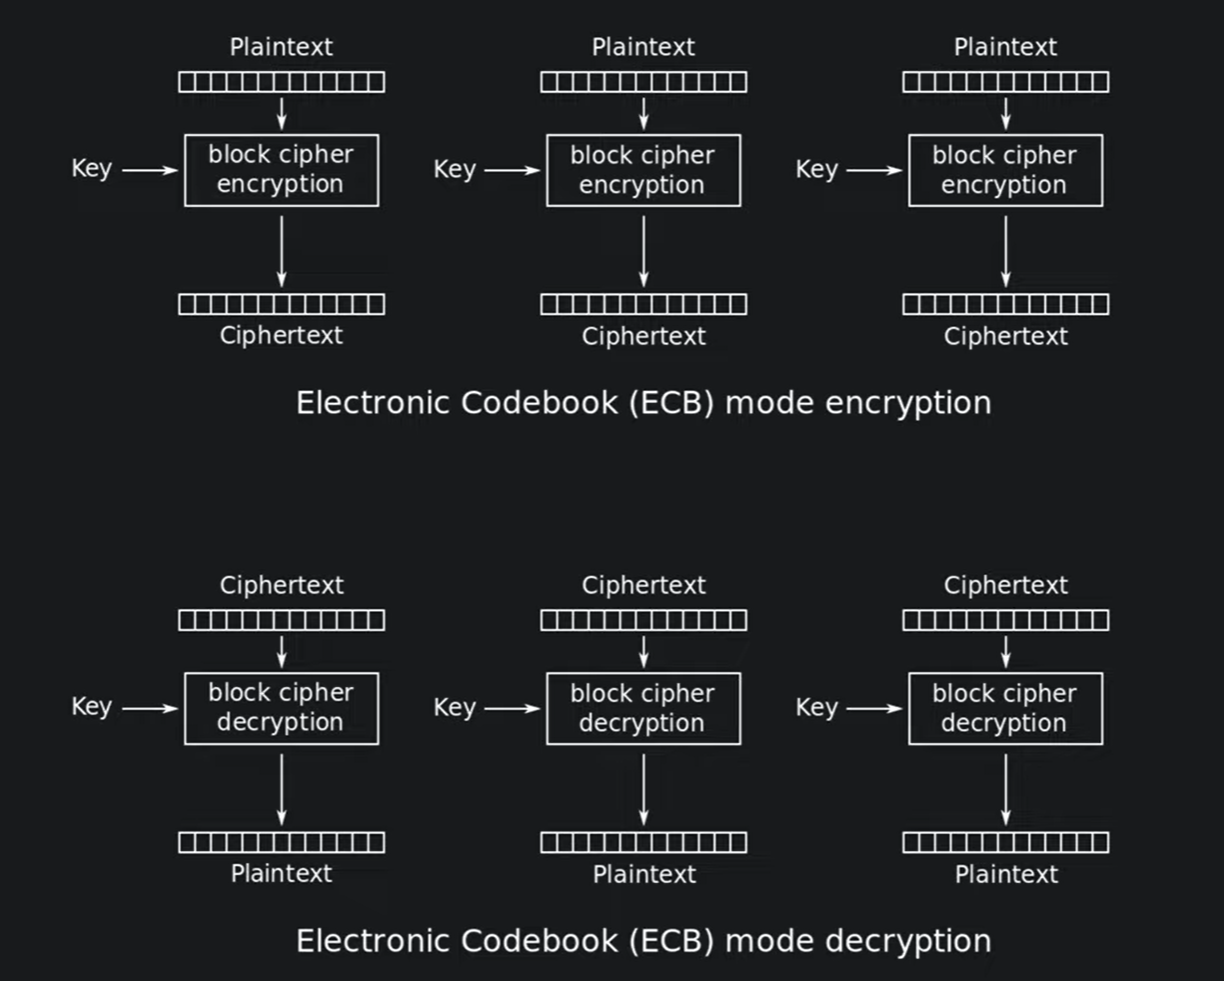 Plaintext Plaintext Plaintext
Key block cipher encryption Key block cipher encryption Key block cipher encryption
Ciphertext Ciphertext Ciphertext
Electronic Codebook (ECB) mode encryption
Ciphertext Ciphertext Ciphertext
Key block cipher decryption Key block cipher decryption Key block cipher decryption
Plaintext Plaintext Plaintext
Electronic Codebook (ECB) mode decryption